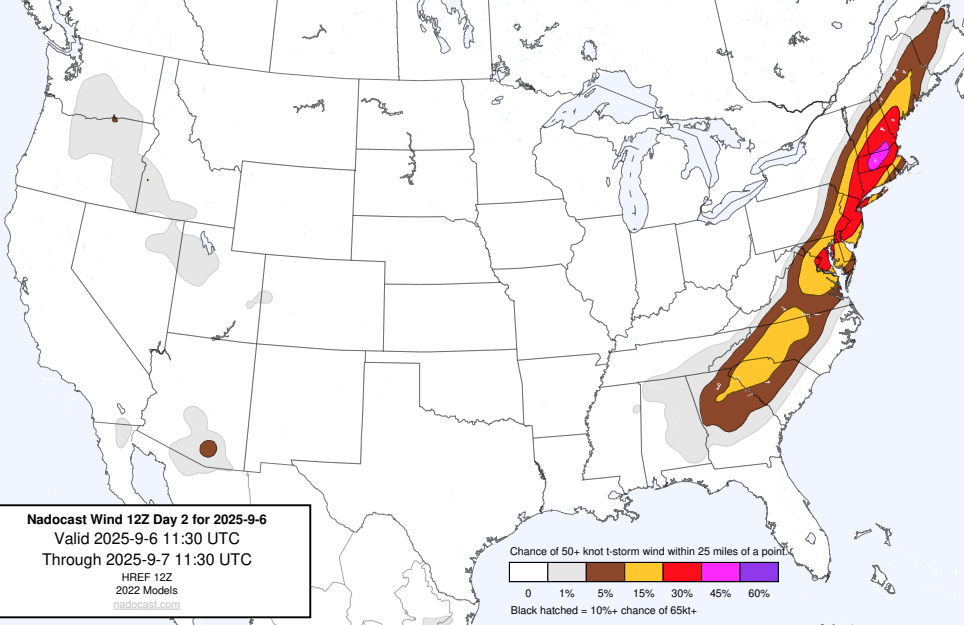 Nadocast Wind 12Z Day 2 for 2025-9-6
Valid 2025-9-6 11:30 UTC
Through 2025-9-7 11:30 UTC
HREF 12Z
2022 Models
nadocast.com
Chance of 50+ knot t-storm wind within 25 miles of a point.
0 1% 5% 15% 30% 45% 60%
Black hatched = 10%+ chance of 65kt+